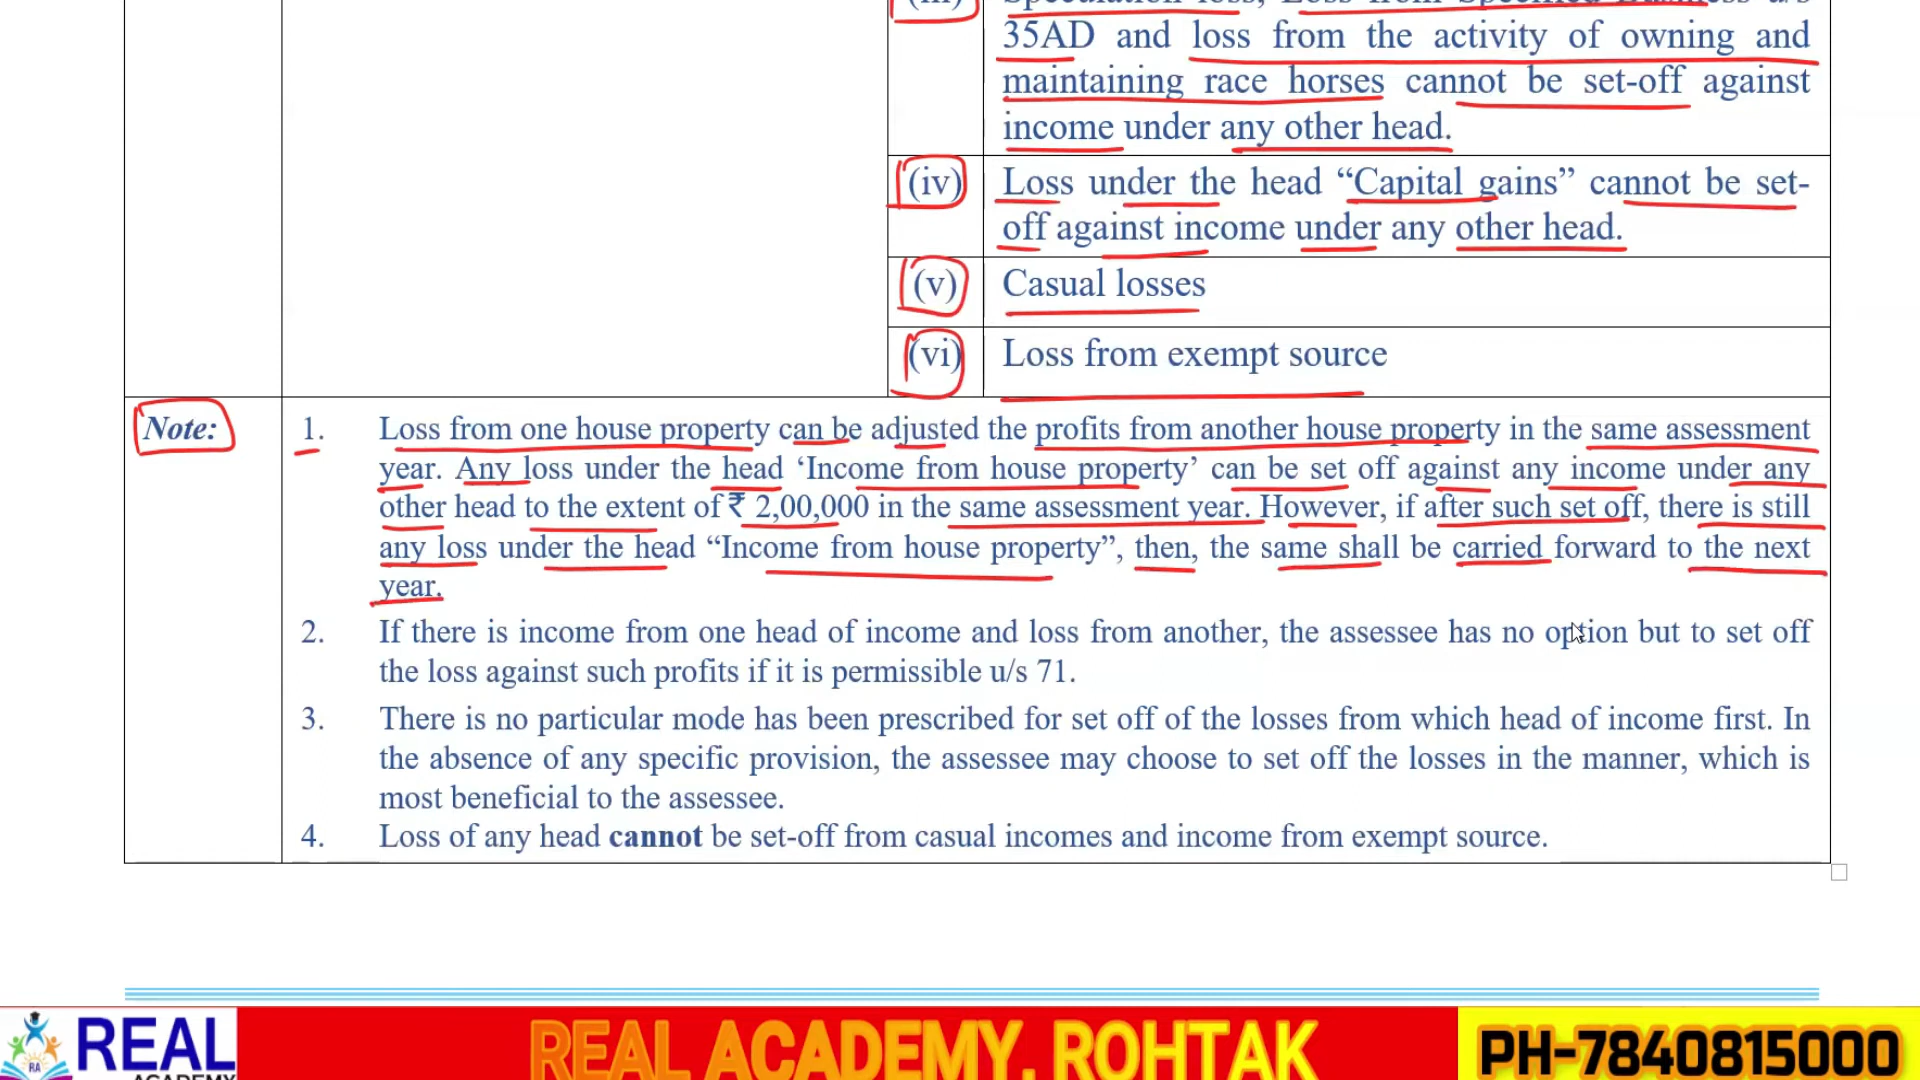 (iii) Speculation loss, Loss from Specified Business u/s
35AD and loss from the activity of owning and
maintaining race horses cannot be set-off against
income under any other head.
(iv) Loss under the head “Capital gains” cannot be set-
off against income under any other head.
(v) Casual losses
(vi) Loss from exempt source
Note: 1. Loss from one house property can be adjusted the profits from another house property in the same assessment
year. Any loss under the head ‘Income from house property’ can be set off against any income under any
other head to the extent of ₹ 2,00,000 in the same assessment year. However, if after such set off, there is still
any loss under the head “Income from house property”, then, the same shall be carried forward to the next
year.
2. If there is income from one head of income and loss from another, the assessee has no option but to set off
the loss against such profits if it is permissible u/s 71.
3. There is no particular mode has been prescribed for set off of the losses from which head of income first. In
the absence of any specific provision, the assessee may choose to set off the losses in the manner, which is
most beneficial to the assessee.
4. Loss of any head cannot be set-off from casual incomes and income from exempt source.
RA
REAL
ACADEMY
REAL ACADEMY, ROHTAK
PH-7840815000